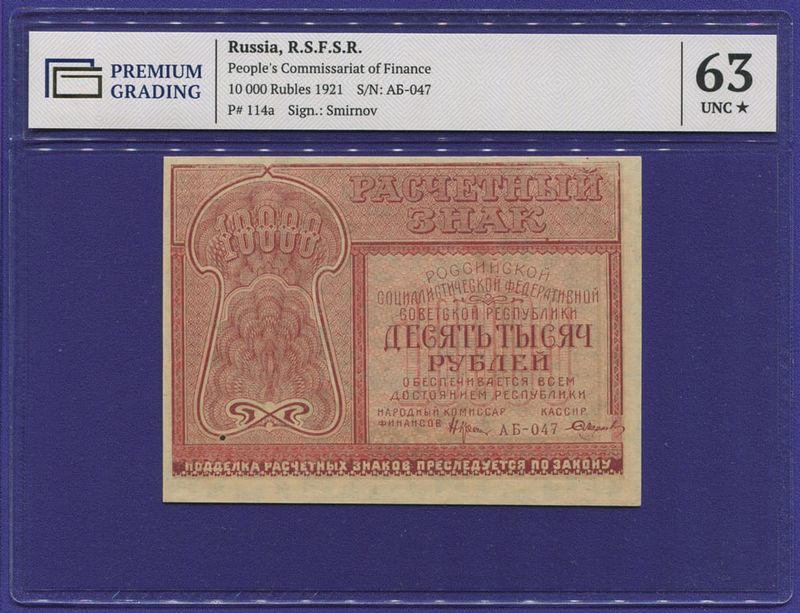 PREMIUM
GRADING
Russia, R.S.F.S.R.
People's Commissariat of Finance
10 000 Rubles 1921 S/N: АБ-047
P# 114a Sign.: Smirnov
63
UNC ★
10000
РАСЧЕТНЫЙ
ЗНАК
РОССИЙСКОЙ
СОЦИАЛИСТИЧЕСКОЙ ФЕДЕРАТИВНОЙ
СОВЕТСКОЙ РЕСПУБЛИКИ
ДЕСЯТЬ ТЫСЯЧ
РУБЛЕЙ
ОБЕСПЕЧИВАЕТСЯ ВСЕМ
ДОСТОЯНИЕМ РЕСПУБЛИКИ
НАРОДНЫЙ КОМИССАР КАССИР
ФИНАНСОВ АБ-047
ПОДДЕЛКА РАСЧЕТНЫХ ЗНАКОВ ПРЕСЛЕДУЕТСЯ ПО ЗАКОНУ